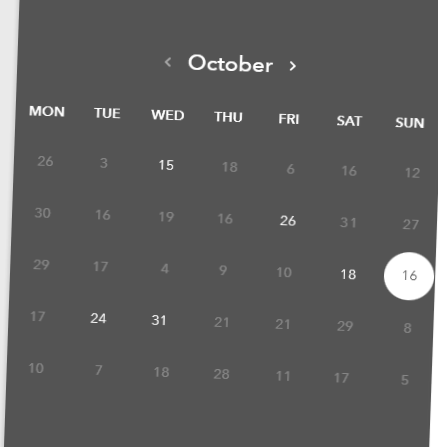 ‹ October ›
MON TUE WED THU FRI SAT SUN
26 3 15 18 6 16 12
30 16 19 16 26 31 27
29 17 4 9 10 18 16
17 24 31 21 21 29 8
10 7 18 28 11 17 5